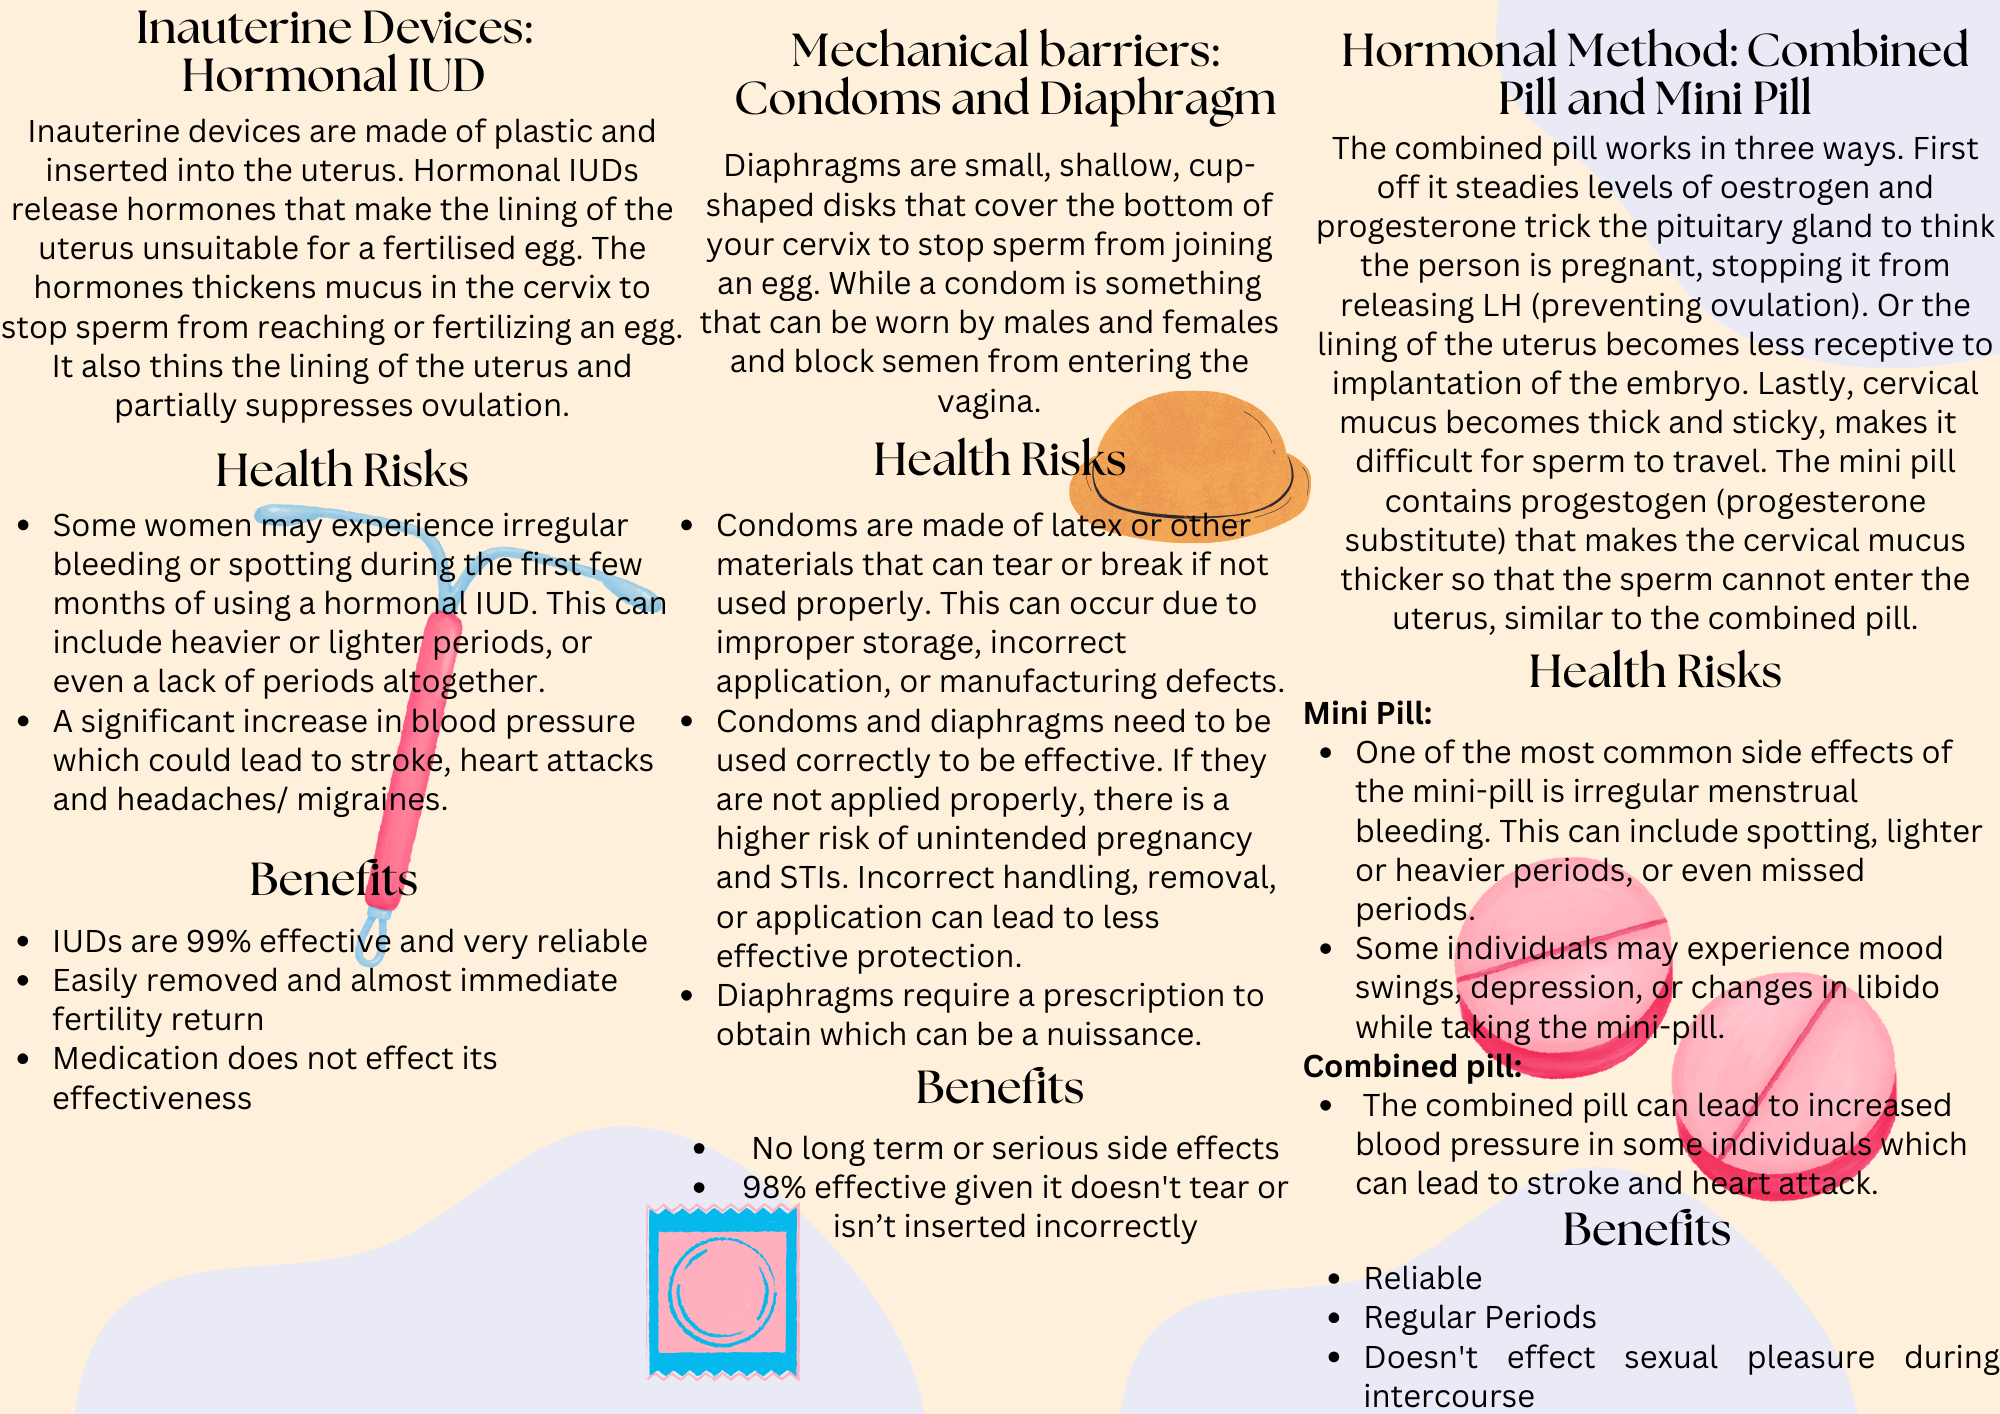 Inauterine Devices:
Hormonal IUD
Inauterine devices are made of plastic and
inserted into the uterus. Hormonal IUDs
release hormones that make the lining of the
uterus unsuitable for a fertilised egg. The
hormones thickens mucus in the cervix to
stop sperm from reaching or fertilizing an egg.
It also thins the lining of the uterus and
partially suppresses ovulation.
Health Risks
• Some women may experience irregular
bleeding or spotting during the first few
months of using a hormonal IUD. This can
include heavier or lighter periods, or
even a lack of periods altogether.
• A significant increase in blood pressure
which could lead to stroke, heart attacks
and headaches/ migraines.
Benefits
• IUDs are 99% effective and very reliable
• Easily removed and almost immediate
fertility return
• Medication does not effect its
effectiveness
Mechanical barriers:
Condoms and Diaphragm
Diaphragms are small, shallow, cup-
shaped disks that cover the bottom of
your cervix to stop sperm from joining
an egg. While a condom is something
that can be worn by males and females
and block semen from entering the
vagina.
Health Risks
• Condoms are made of latex or other
materials that can tear or break if not
used properly. This can occur due to
improper storage, incorrect
application, or manufacturing defects.
• Condoms and diaphragms need to be
used correctly to be effective. If they
are not applied properly, there is a
higher risk of unintended pregnancy
and STIs. Incorrect handling, removal,
or application can lead to less
effective protection.
• Diaphragms require a prescription to
obtain which can be a nuissance.
Benefits
• No long term or serious side effects
• 98% effective given it doesn't tear or
isn’t inserted incorrectly
Hormonal Method: Combined
Pill and Mini Pill
The combined pill works in three ways. First
off it steadies levels of oestrogen and
progesterone trick the pituitary gland to think
the person is pregnant, stopping it from
releasing LH (preventing ovulation). Or the
lining of the uterus becomes less receptive to
implantation of the embryo. Lastly, cervical
mucus becomes thick and sticky, makes it
difficult for sperm to travel. The mini pill
contains progestogen (progesterone
substitute) that makes the cervical mucus
thicker so that the sperm cannot enter the
uterus, similar to the combined pill.
Health Risks
Mini Pill:
• One of the most common side effects of
the mini-pill is irregular menstrual
bleeding. This can include spotting, lighter
or heavier periods, or even missed
periods.
• Some individuals may experience mood
swings, depression, or changes in libido
while taking the mini-pill.
Combined pill:
• The combined pill can lead to increased
blood pressure in some individuals which
can lead to stroke and heart attack.
Benefits
• Reliable
• Regular Periods
• Doesn't effect sexual pleasure during
intercourse